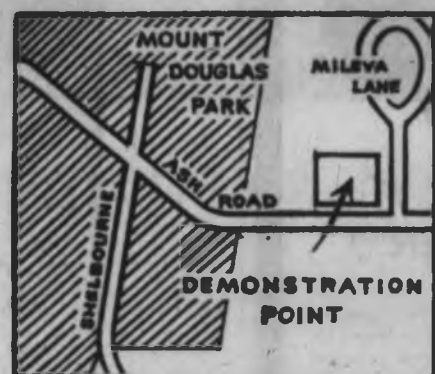 MOUNT
DOUGLAS
PARK
MILEVA
LANE
ASH ROAD
SHELBOURNE
DEMONSTRATION
POINT